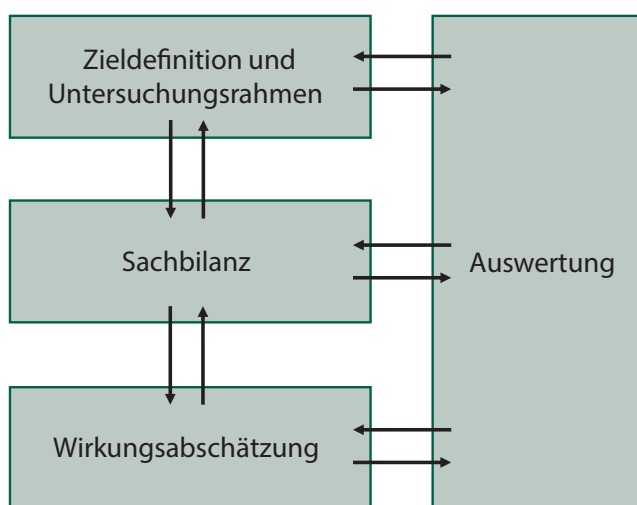 Zieldefinition und
Untersuchungsrahmen
Sachbilanz
Auswertung
Wirkungsabschätzung